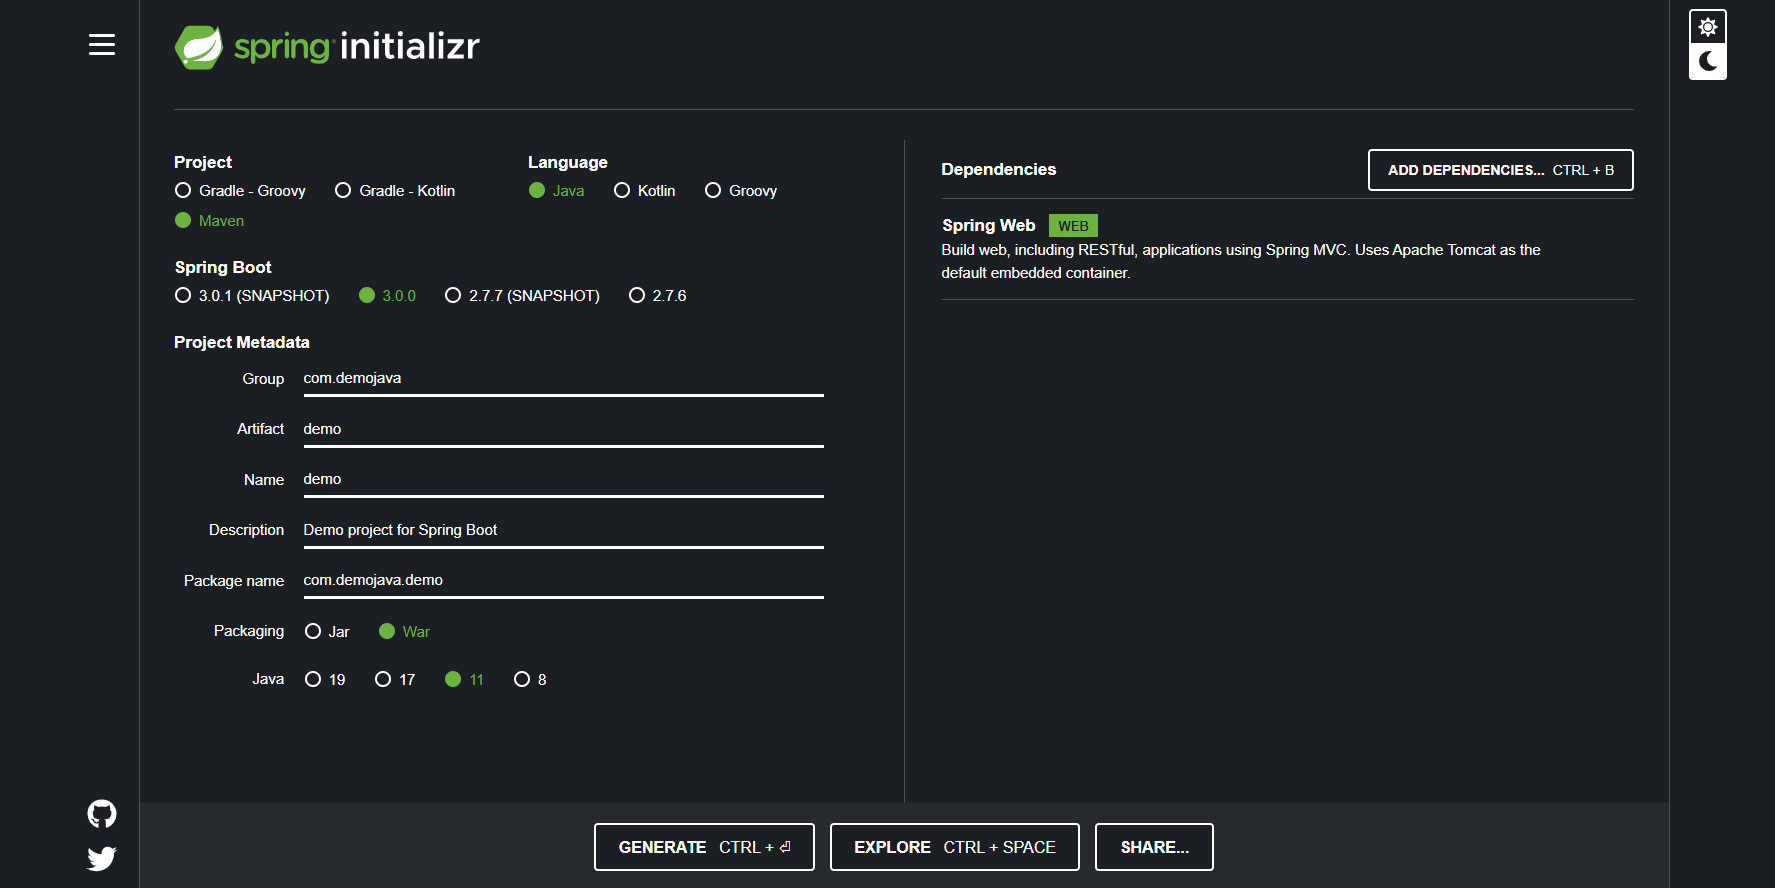 spring initializr
Project
Gradle - Groovy Gradle - Kotlin
Maven
Language
Java Kotlin Groovy
Spring Boot
3.0.1 (SNAPSHOT) 3.0.0 2.7.7 (SNAPSHOT) 2.7.6
Project Metadata
Group com.demojava
Artifact demo
Name demo
Description Demo project for Spring Boot
Package name com.demojava.demo
Packaging Jar War
Java 19 17 11 8
Dependencies
ADD DEPENDENCIES... CTRL + B
Spring Web WEB
Build web, including RESTful, applications using Spring MVC. Uses Apache Tomcat as the
default embedded container.
GENERATE CTRL + ⏎
EXPLORE CTRL + SPACE
SHARE...